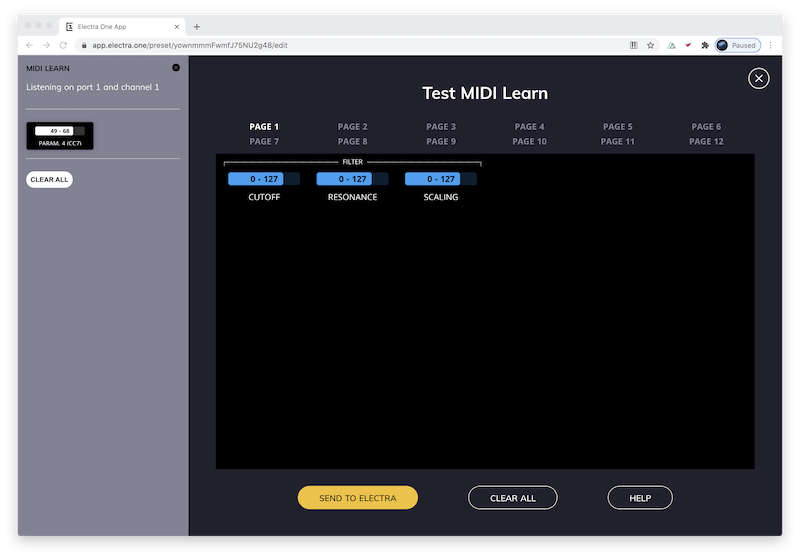 Electra One App
app.electra.one/preset/yownmmmFwmfJ75NU2g48/edit
Paused
MIDI LEARN
Listening on port 1 and channel 1
49 - 68
PARAM. 4 (CC7)
CLEAR ALL
Test MIDI Learn
PAGE 1 PAGE 2 PAGE 3 PAGE 4 PAGE 5 PAGE 6
PAGE 7 PAGE 8 PAGE 9 PAGE 10 PAGE 11 PAGE 12
FILTER
0 - 127 0 - 127 0 - 127
CUTOFF RESONANCE SCALING
SEND TO ELECTRA CLEAR ALL HELP